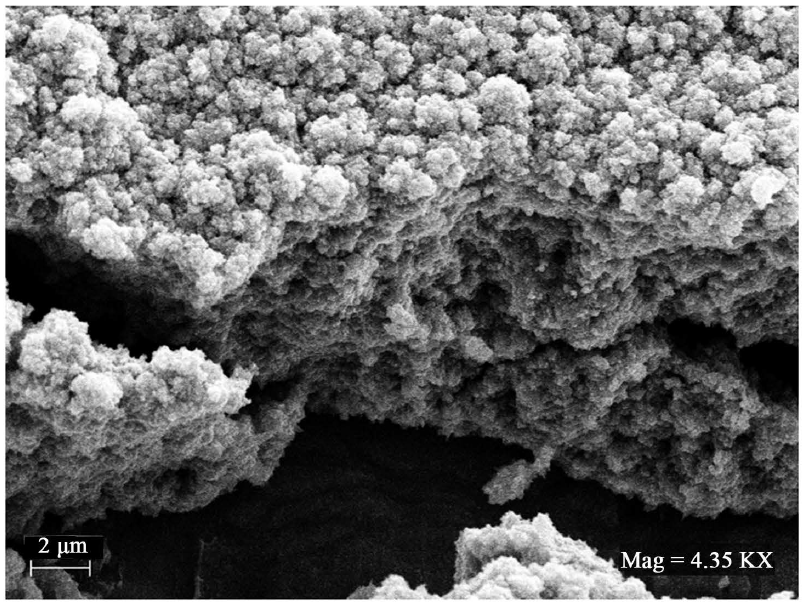 2 μm
Mag = 4.35 KX